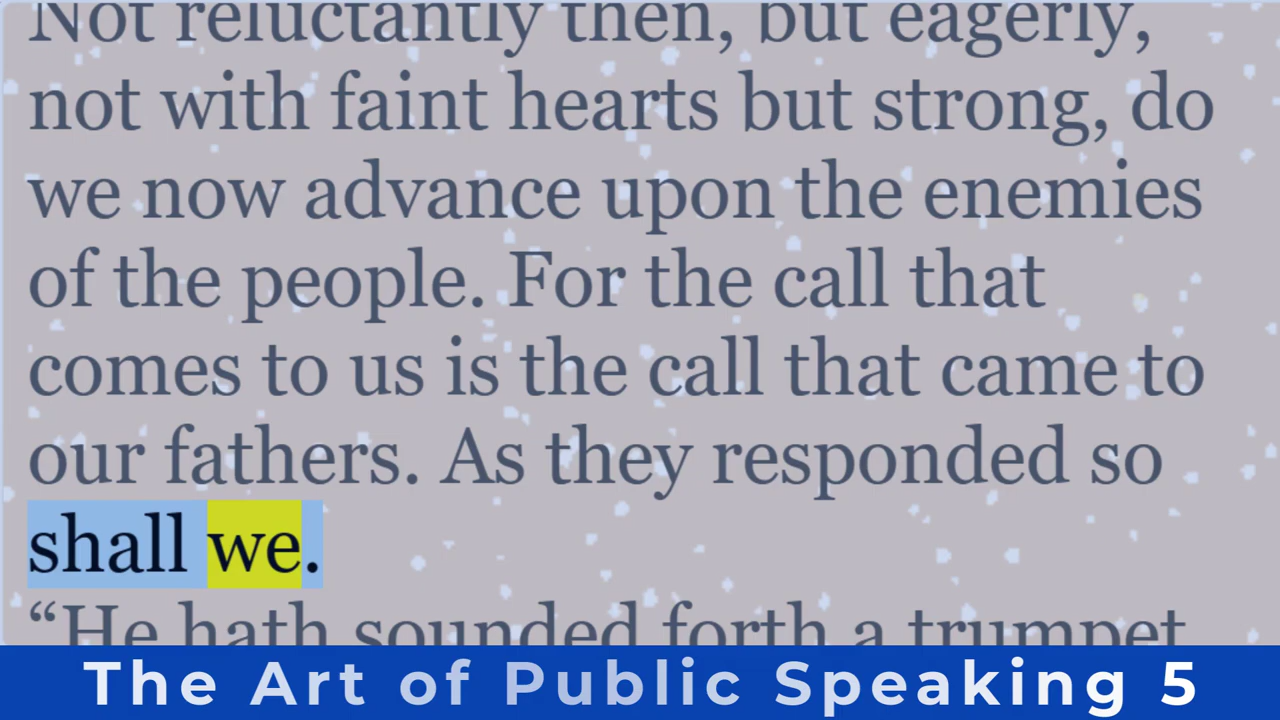 Not reluctantly then, but eagerly,
not with faint hearts but strong, do
we now advance upon the enemies
of the people. For the call that
comes to us is the call that came to
our fathers. As they responded so
shall we.
“He hath sounded forth a trumpet
The Art of Public Speaking 5